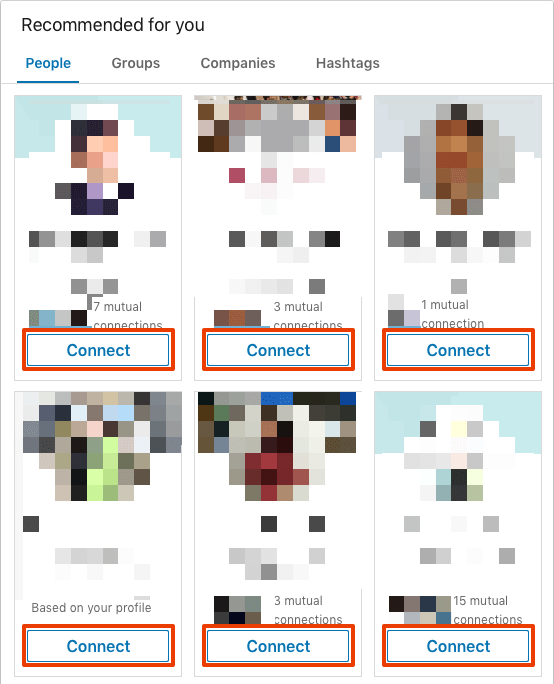 Recommended for you
People Groups Companies Hashtags
7 mutual
connections
3 mutual
connections
1 mutual
connection
Connect Connect Connect
Based on your profile
3 mutual
connections
15 mutual
connections
Connect Connect Connect